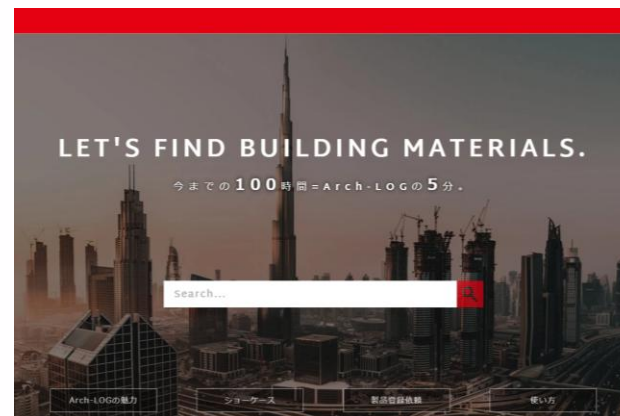 LET'S FIND BUILDING MATERIALS.
今までの100時間=Arch-LOGの5分。
Search...
Arch-LOGの魅力
ショーケース
製品登録依頼
使い方